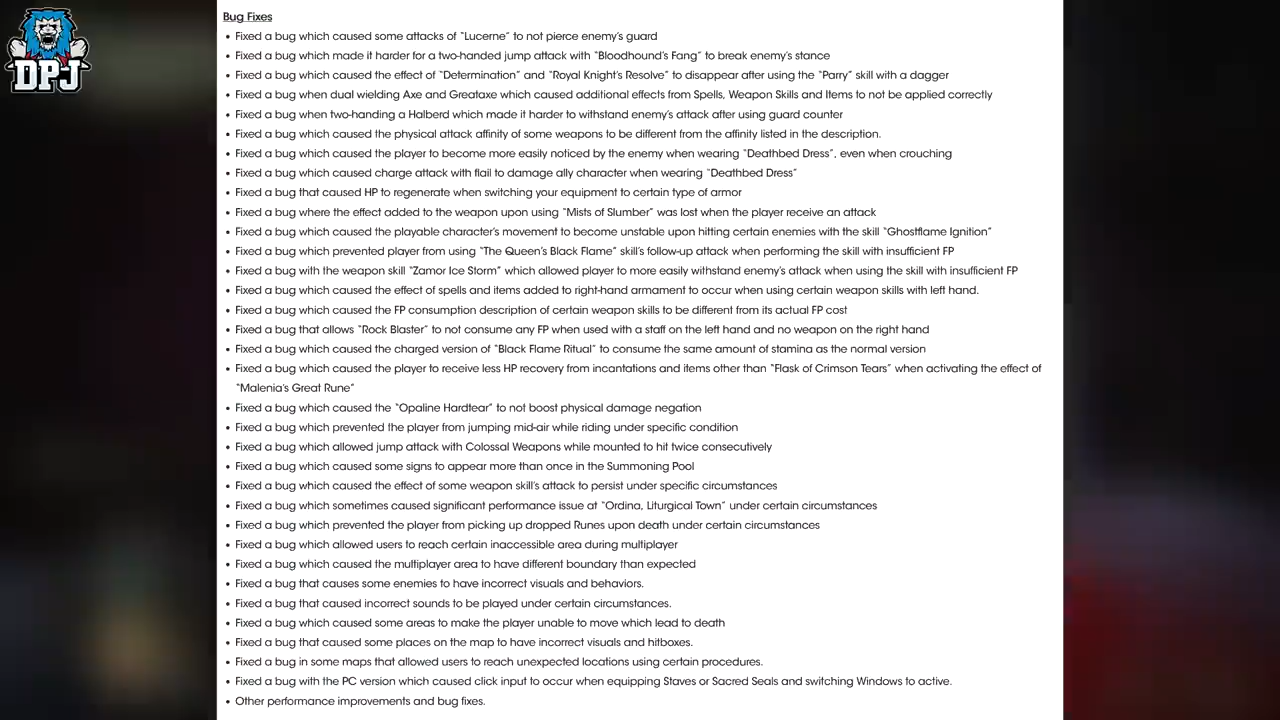 DPJ
Bug Fixes
• Fixed a bug which caused some attacks of "Lucerne" to not pierce enemy's guard
• Fixed a bug which made it harder for a two-handed jump attack with "Bloodhound's Fang" to break enemy's stance
• Fixed a bug which caused the effect of "Determination" and "Royal Knight's Resolve" to disappear after using the "Parry" skill with a dagger
• Fixed a bug when dual wielding Axe and Greataxe which caused additional effects from Spells, Weapon Skills and Items to not be applied correctly
• Fixed a bug when two-handing a Halberd which made it harder to withstand enemy's attack after using guard counter
• Fixed a bug which caused the physical attack affinity of some weapons to be different from the affinity listed in the description.
• Fixed a bug which caused the player to become more easily noticed by the enemy when wearing "Deathbed Dress", even when crouching
• Fixed a bug which caused charge attack with flail to damage ally character when wearing "Deathbed Dress"
• Fixed a bug that caused HP to regenerate when switching your equipment to certain type of armor
• Fixed a bug where the effect added to the weapon upon using "Mists of Slumber" was lost when the player receive an attack
• Fixed a bug which caused the playable character's movement to become unstable upon hitting certain enemies with the skill "Ghostflame Ignition"
• Fixed a bug which prevented player from using "The Queen's Black Flame" skill's follow-up attack when performing the skill with insufficient FP
• Fixed a bug with the weapon skill "Zamor Ice Storm" which allowed player to more easily withstand enemy's attack when using the skill with insufficient FP
• Fixed a bug which caused the effect of spells and items added to right-hand armament to occur when using certain weapon skills with left hand.
• Fixed a bug which caused the FP consumption description of certain weapon skills to be different from its actual FP cost
• Fixed a bug that allows "Rock Blaster" to not consume any FP when used with a staff on the left hand and no weapon on the right hand
• Fixed a bug which caused the charged version of "Black Flame Ritual" to consume the same amount of stamina as the normal version
• Fixed a bug which caused the player to receive less HP recovery from incantations and items other than "Flask of Crimson Tears" when activating the effect of
"Malenia's Great Rune"
• Fixed a bug which caused the "Opaline Hardtear" to not boost physical damage negation
• Fixed a bug which prevented the player from jumping mid-air while riding under specific condition
• Fixed a bug which allowed jump attack with Colossal Weapons while mounted to hit twice consecutively
• Fixed a bug which caused some signs to appear more than once in the Summoning Pool
• Fixed a bug which caused the effect of some weapon skill's attack to persist under specific circumstances
• Fixed a bug which sometimes caused significant performance issue at "Ordina, Liturgical Town" under certain circumstances
• Fixed a bug which prevented the player from picking up dropped Runes upon death under certain circumstances
• Fixed a bug which allowed users to reach certain inaccessible area during multiplayer
• Fixed a bug which caused the multiplayer area to have different boundary than expected
• Fixed a bug that causes some enemies to have incorrect visuals and behaviors.
• Fixed a bug that caused incorrect sounds to be played under certain circumstances.
• Fixed a bug which caused some areas to make the player unable to move which lead to death
• Fixed a bug that caused some places on the map to have incorrect visuals and hitboxes.
• Fixed a bug in some maps that allowed users to reach unexpected locations using certain procedures.
• Fixed a bug with the PC version which caused click input to occur when equipping Staves or Sacred Seals and switching Windows to active.
• Other performance improvements and bug fixes.